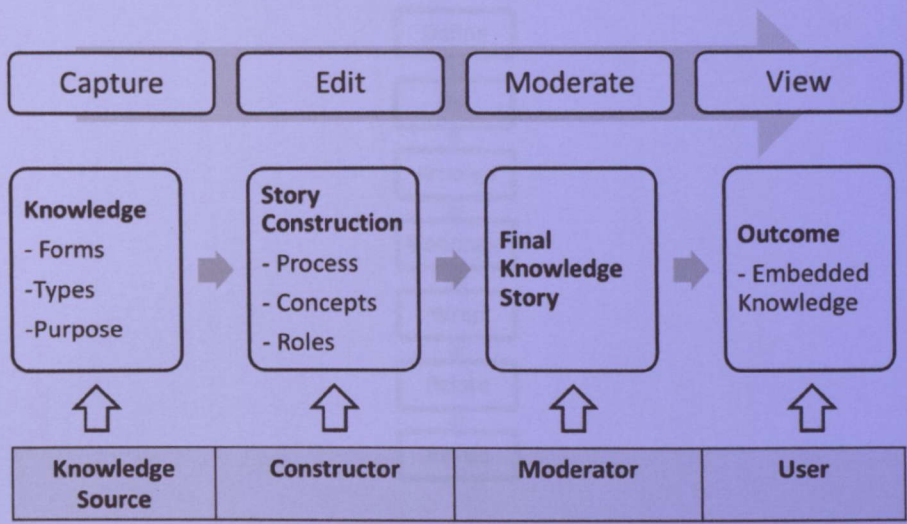 Capture
Edit
Moderate
View
Knowledge
- Forms
-Types
-Purpose
Story
Construction
- Process
- Concepts
- Roles
Final
Knowledge
Story
Outcome
- Embedded
Knowledge
Knowledge
Source
Constructor
Moderator
User